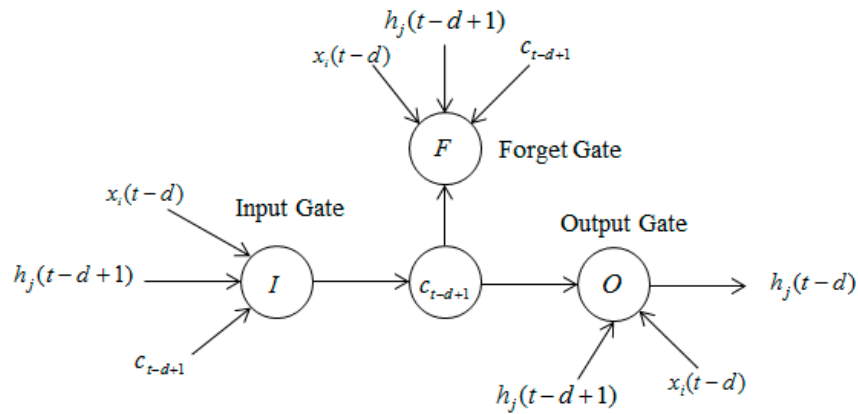 h_j(t-d+1)
x_i(t-d)
c_{t-d+1}
F
Forget Gate
x_i(t-d)
Input Gate
Output Gate
h_j(t-d+1)
I
c_{t-d+1}
O
h_j(t-d)
c_{t-d+1}
h_j(t-d+1)
x_i(t-d)